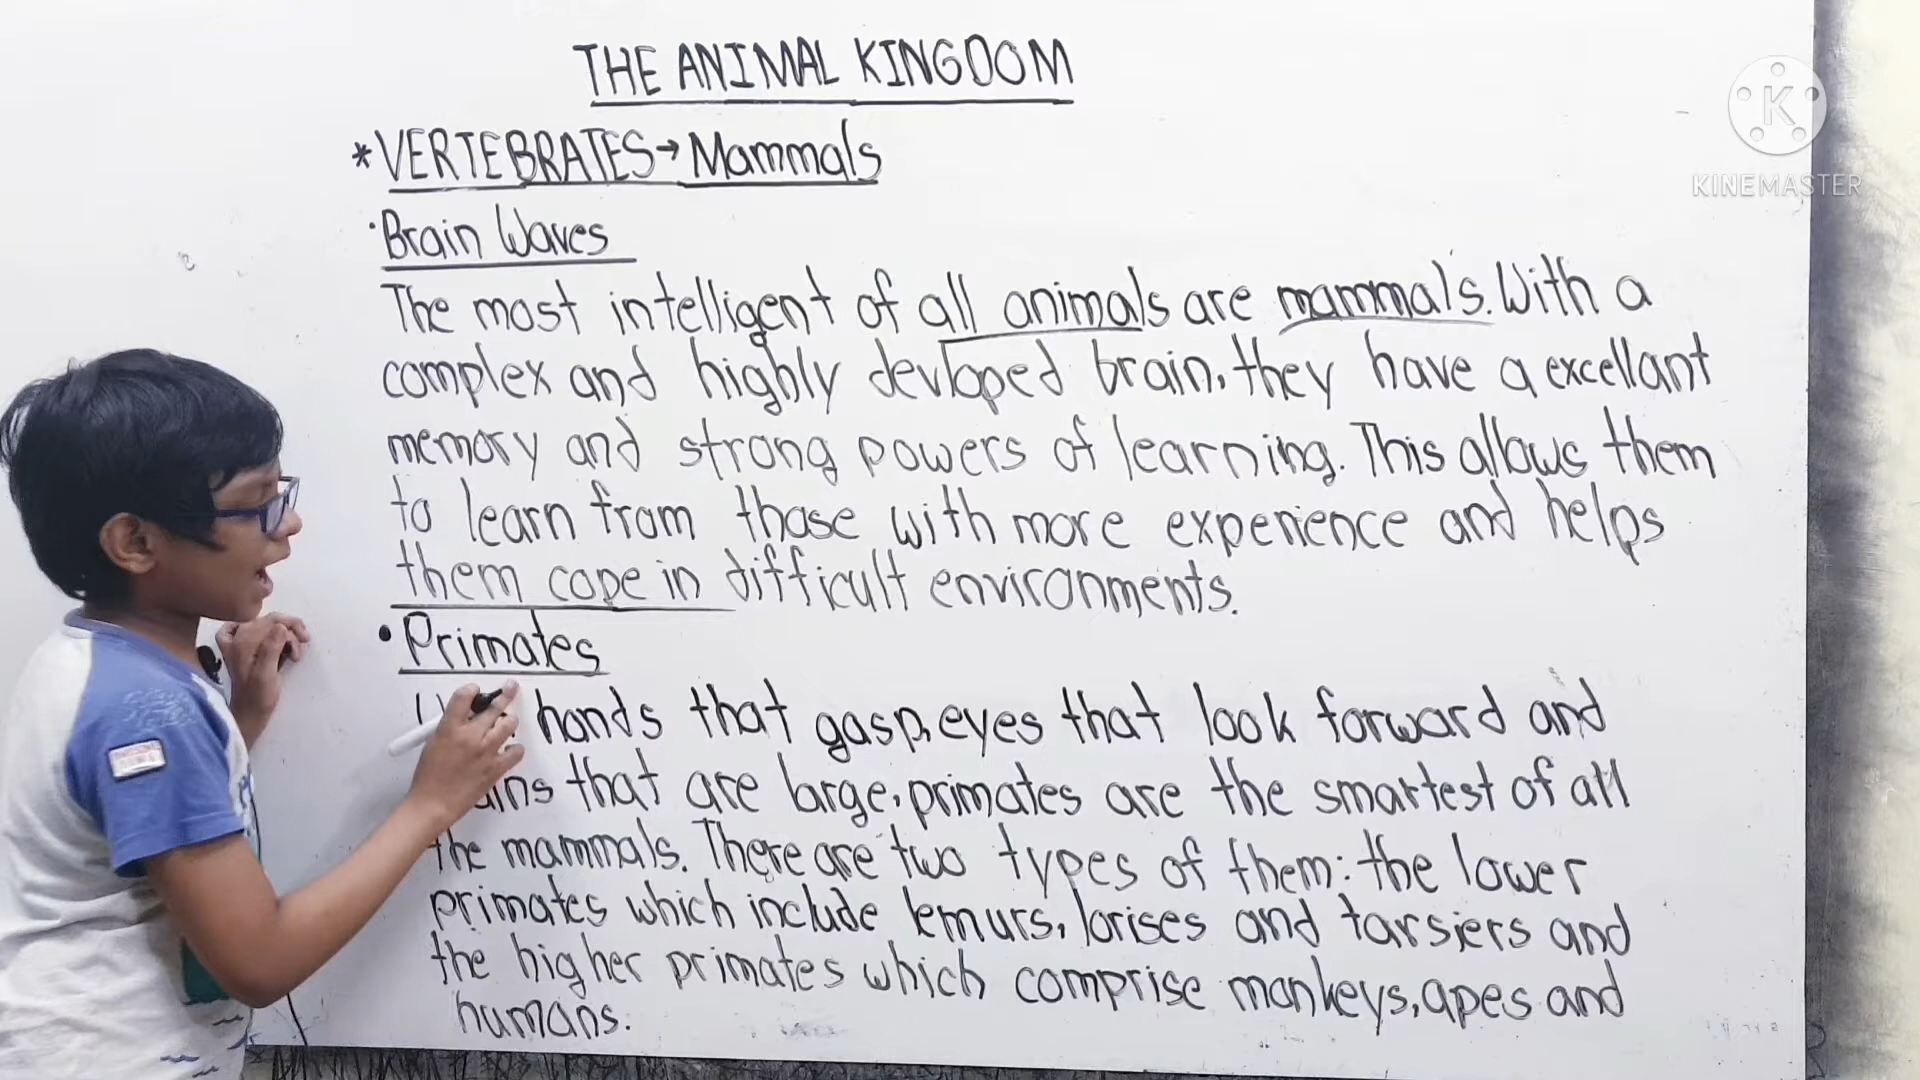 THE ANIMAL KINGDOM
*VERTEBRATES→Mammals
KINEMASTER
·Brain Waves
The most intelligent of all animals are mammals. With a
complex and highly devloped brain, they have a excellant
memory and strong powers of learning. This allows them
to learn from those with more experience and helps
them cope in difficult environments.
•Primates
hands that gasp, eyes that look forward and
that are large, primates are the smartest of all
the mammals. There are two types of them: the lower
primates which include lemurs, lorises and tarsiers and
the higher primates which comprise monkeys, apes and
humans.